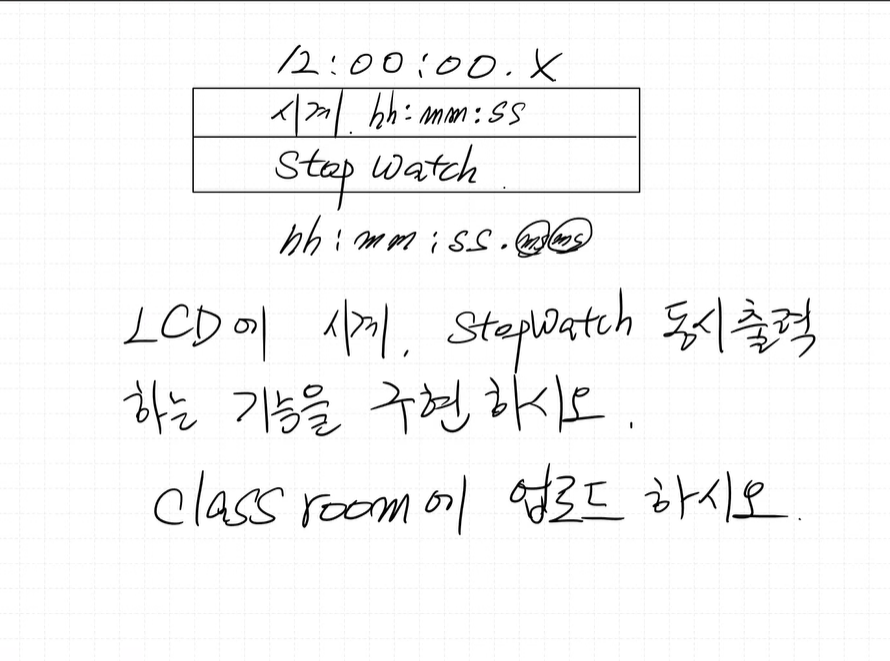 12:00:00.X
시계. hh:mm:ss
Stop Watch
hh:mm:ss.msms
LCD에 시계, StopWatch 동시출력
하는 기능을 구현하시오.
Classroom에 업로드 하시오.